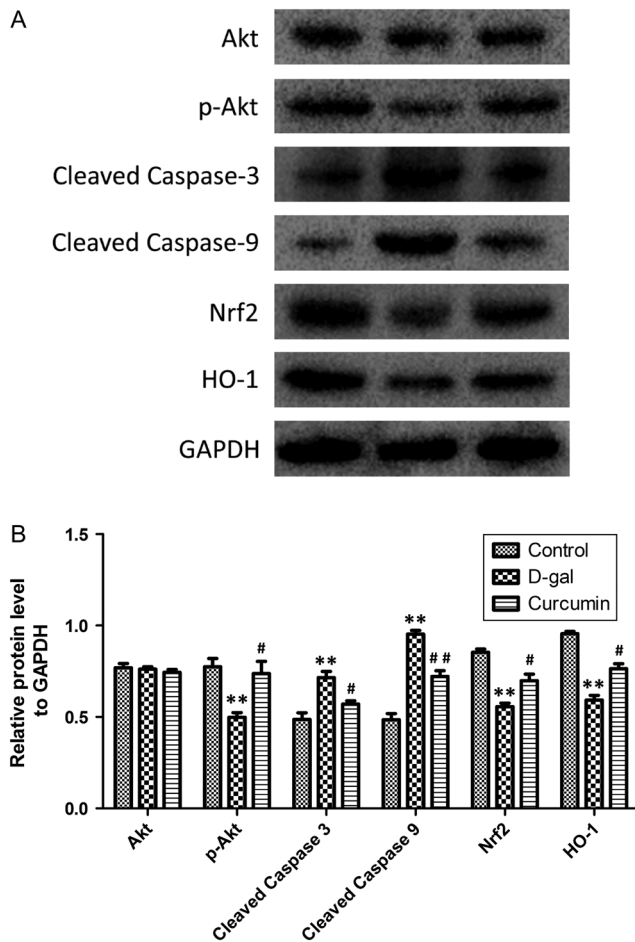 A
Akt
p-Akt
Cleaved Caspase-3
Cleaved Caspase-9
Nrf2
HO-1
GAPDH
B
Relative protein level
to GAPDH
1.5
1.0
0.5
0.0
Control
D-gal
Curcumin
**
#
**
#
**
##
**
#
**
#
Akt
p-Akt
Cleaved Caspase 3
Cleaved Caspase 9
Nrf2
HO-1